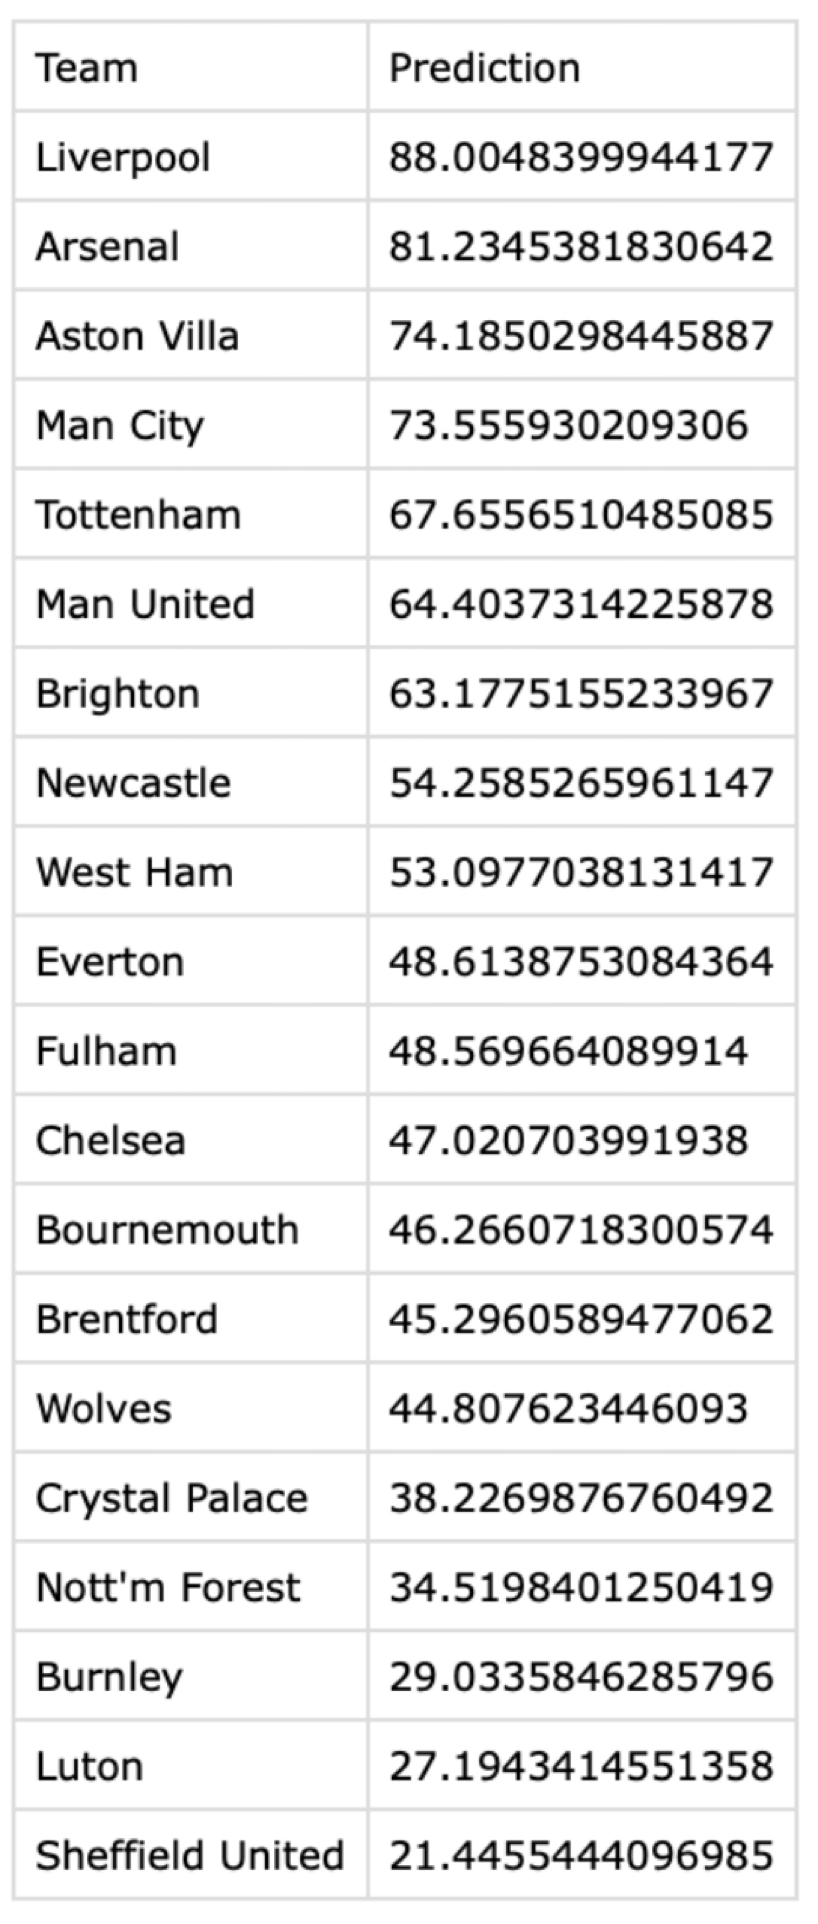 Team Prediction
Liverpool 88.0048399944177
Arsenal 81.2345381830642
Aston Villa 74.1850298445887
Man City 73.555930209306
Tottenham 67.6556510485085
Man United 64.4037314225878
Brighton 63.1775155233967
Newcastle 54.2585265961147
West Ham 53.0977038131417
Everton 48.6138753084364
Fulham 48.569664089914
Chelsea 47.020703991938
Bournemouth 46.2660718300574
Brentford 45.2960589477062
Wolves 44.807623446093
Crystal Palace 38.2269876760492
Nott'm Forest 34.5198401250419
Burnley 29.0335846285796
Luton 27.1943414551358
Sheffield United 21.4455444096985